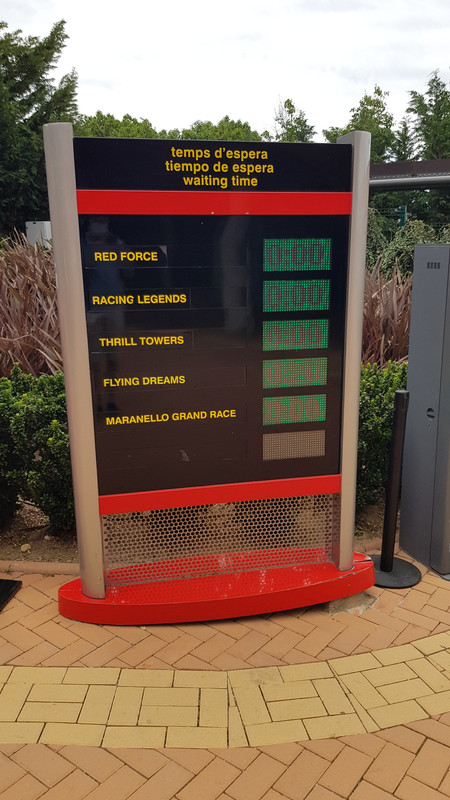 temps d'espera
tiempo de espera
waiting time
RED FORCE
RACING LEGENDS
THRILL TOWERS
FLYING DREAMS
MARANELLO GRAND RACE